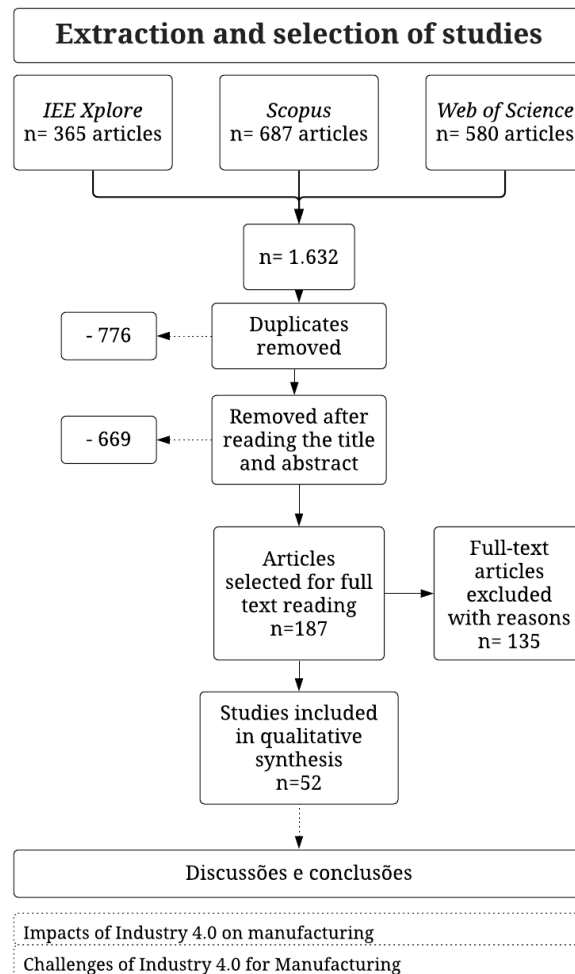 Extraction and selection of studies
IEE Xplore
n= 365 articles
Scopus
n= 687 articles
Web of Science
n= 580 articles
n= 1.632
- 776
Duplicates
removed
- 669
Removed after
reading the title
and abstract
Articles
selected for full
text reading
n=187
Full-text
articles
excluded
with reasons
n= 135
Studies included
in qualitative
synthesis
n=52
Discussões e conclusões
Impacts of Industry 4.0 on manufacturing
Challenges of Industry 4.0 for Manufacturing